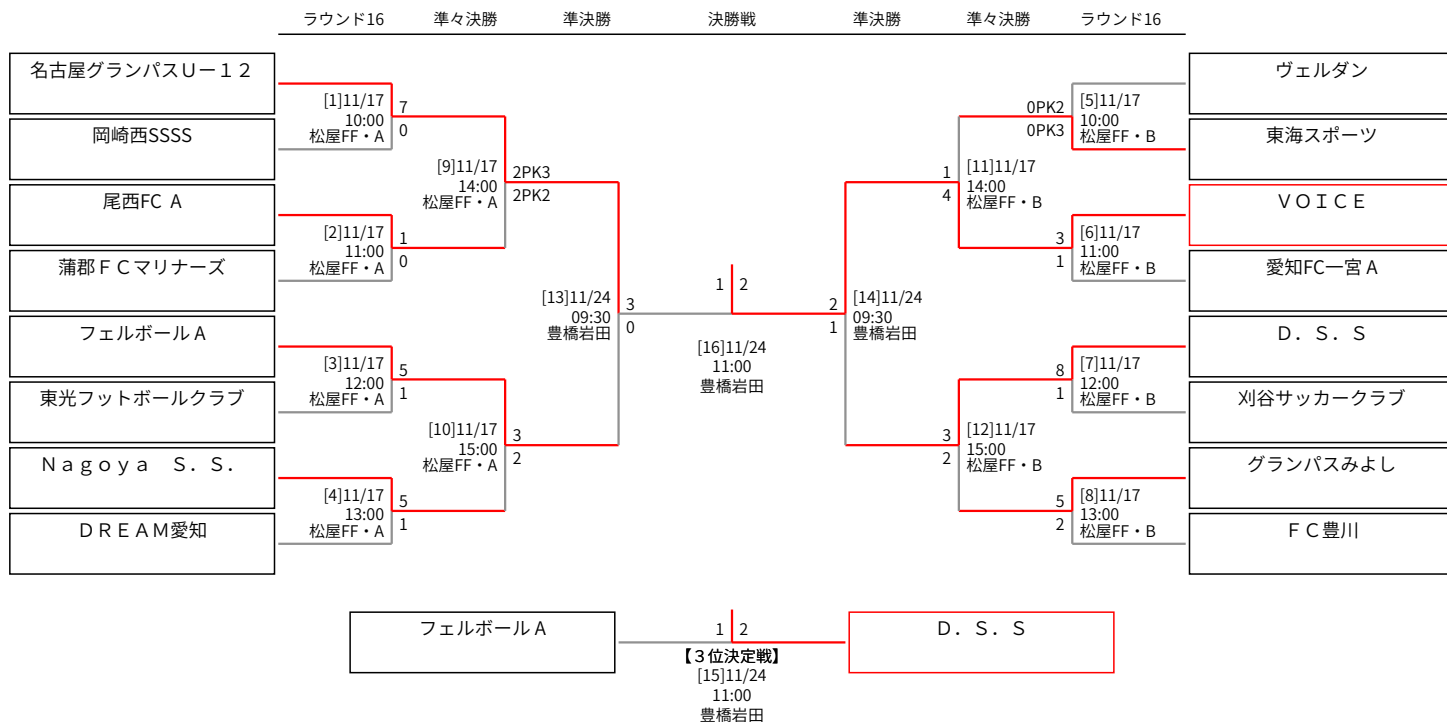 ラウンド16 準々決勝 準決勝 決勝戦 準決勝 準々決勝 ラウンド16
名古屋グランパスＵー１２
岡崎西SSSS
尾西FC A
蒲郡ＦＣマリナーズ
フェルボールＡ
東光フットボールクラブ
Ｎａｇｏｙａ　Ｓ．Ｓ．
ＤＲＥＡＭ愛知
[1]11/17
10:00
松屋FF・A
7
0
[2]11/17
11:00
松屋FF・A
1
0
[3]11/17
12:00
松屋FF・A
5
1
[4]11/17
13:00
松屋FF・A
5
1
[9]11/17
14:00
松屋FF・A
2PK3
2PK2
[10]11/17
15:00
松屋FF・A
3
2
[13]11/24
09:30
豊橋岩田
3
0
1 2
[16]11/24
11:00
豊橋岩田
2
1
[14]11/24
09:30
豊橋岩田
1
4
[11]11/17
14:00
松屋FF・B
3
2
[12]11/17
15:00
松屋FF・B
0PK2
0PK3
[5]11/17
10:00
松屋FF・B
3
1
[6]11/17
11:00
松屋FF・B
8
1
[7]11/17
12:00
松屋FF・B
5
2
[8]11/17
13:00
松屋FF・B
ヴェルダン
東海スポーツ
ＶＯＩＣＥ
愛知FC一宮Ａ
Ｄ．Ｓ．Ｓ
刈谷サッカークラブ
グランパスみよし
ＦＣ豊川
フェルボールＡ
1 2
Ｄ．Ｓ．Ｓ
【３位決定戦】
[15]11/24
11:00
豊橋岩田